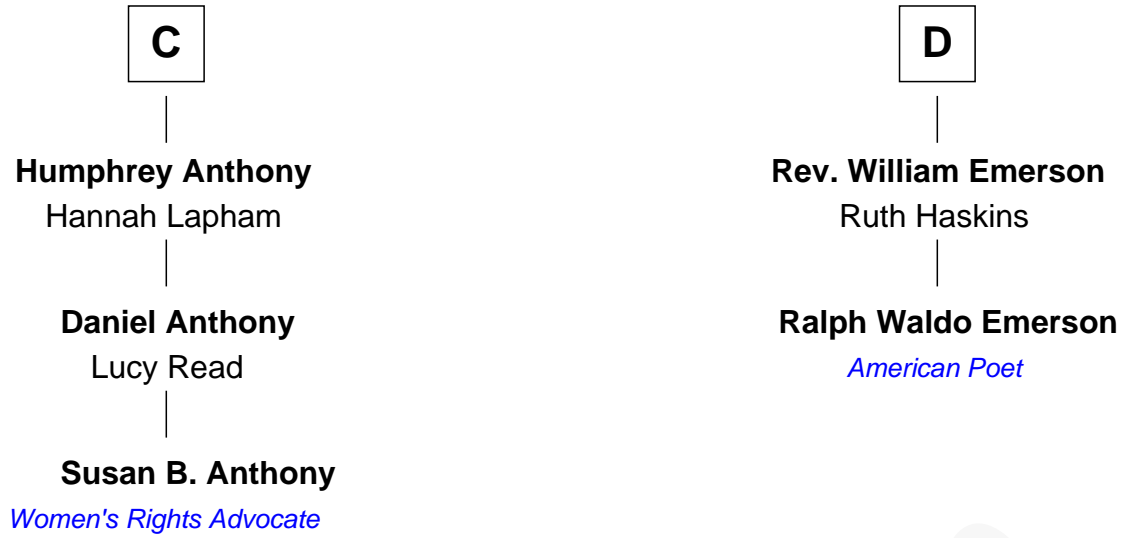 C
Humphrey Anthony
Hannah Lapham
Daniel Anthony
Lucy Read
Susan B. Anthony
Women's Rights Advocate
D
Rev. William Emerson
Ruth Haskins
Ralph Waldo Emerson
American Poet